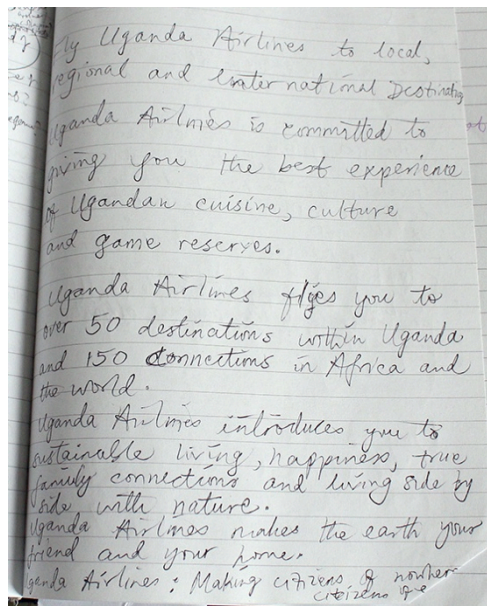 Fly Uganda Airlines to local,
regional and International Destinations
Uganda Airlines is committed to
giving you the best experience
of Ugandan cuisine, culture
and game reserves.
Uganda Airlines flies you to
over 50 destinations within Uganda
and 150 connections in Africa and
the world.
Uganda Airlines introduces you to
sustainable living, happiness, true
family connections and living side by
side with nature.
Uganda Airlines makes the earth your
friend and your home.
Uganda Airlines: Making citizens of nowhere
citizens of